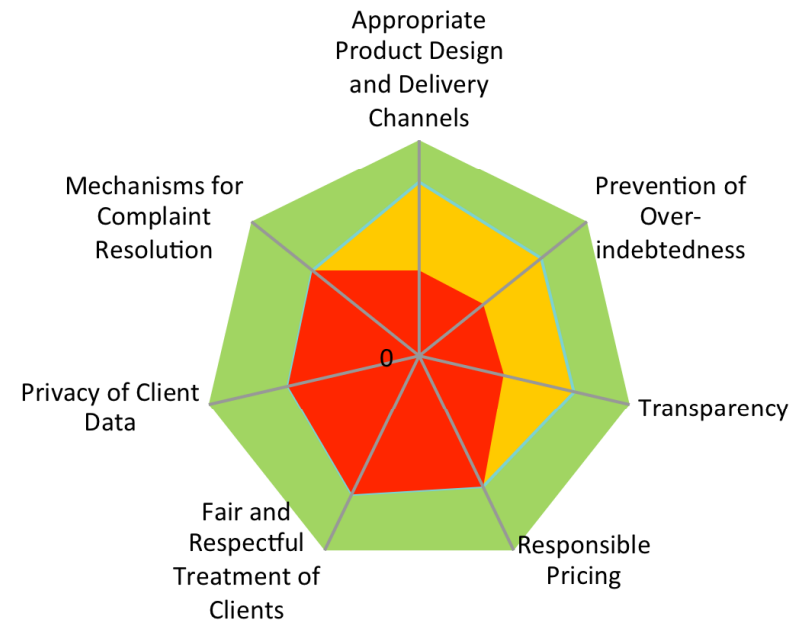 Appropriate
Product Design
and Delivery
Channels
Prevention of
Over-
indebtedness
Transparency
Responsible
Pricing
Fair and
Respectful
Treatment of
Clients
Privacy of Client
Data
Mechanisms for
Complaint
Resolution
0